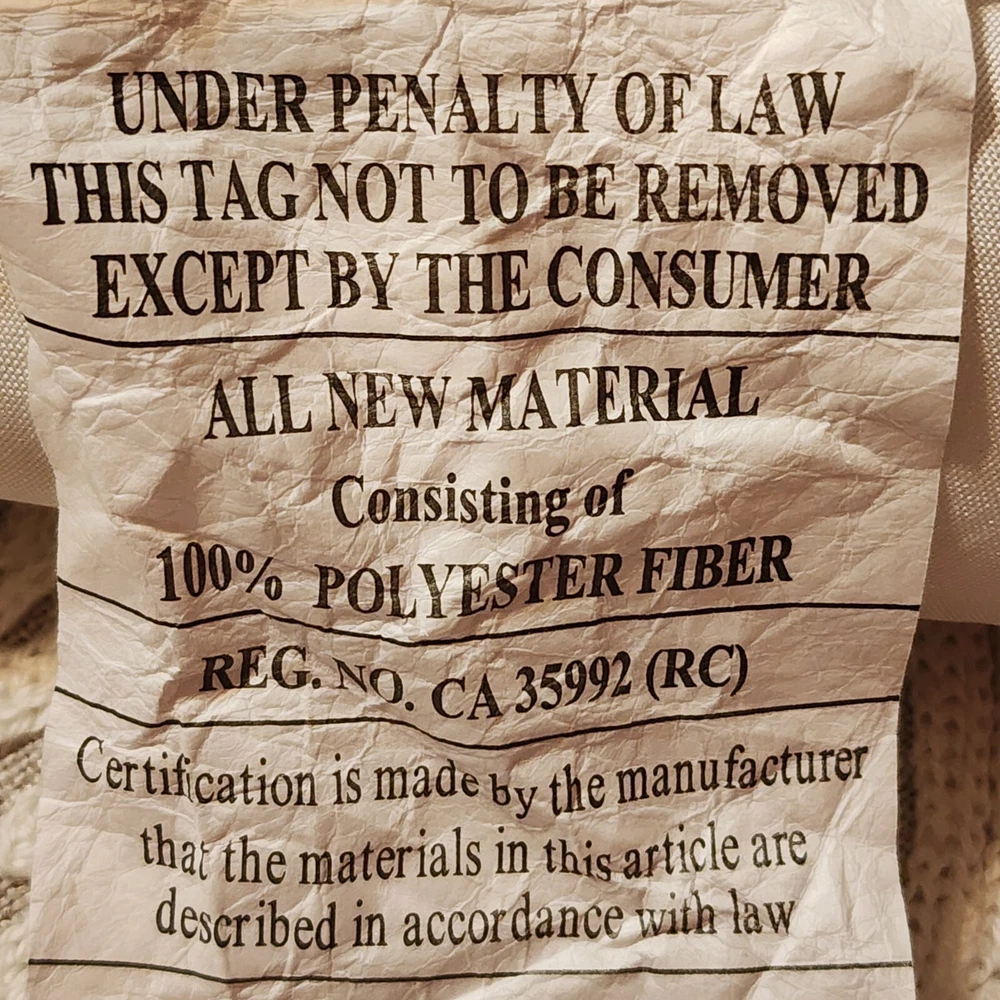 UNDER PENALTY OF LAW
THIS TAG NOT TO BE REMOVED
EXCEPT BY THE CONSUMER
ALL NEW MATERIAL
Consisting of
100% POLYESTER FIBER
REG. NO. CA 35992 (RC)
Certification is made by the manufacturer
that the materials in this article are
described in accordance with law